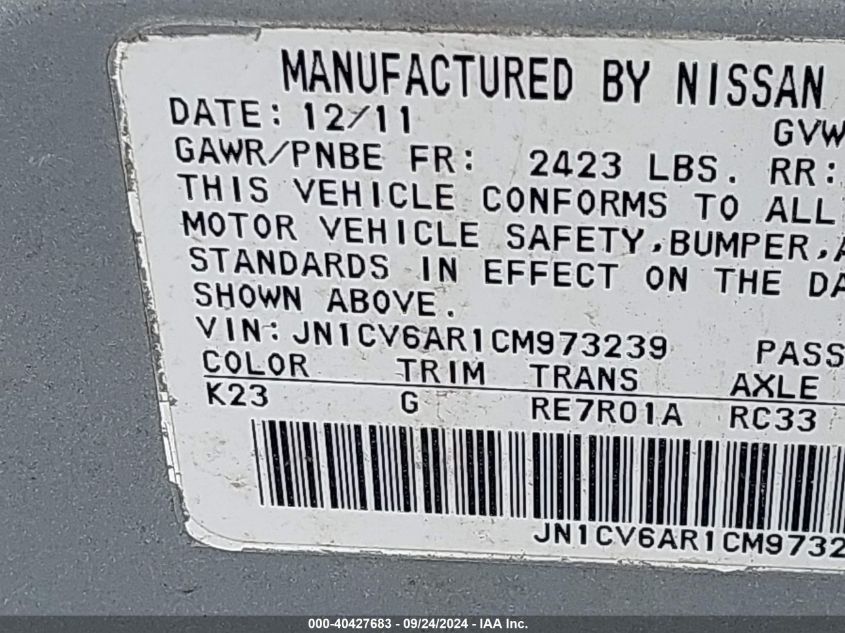 MANUFACTURED BY NISSAN
DATE: 12/11 GVW
GAWR/PNBE FR: 2423 LBS. RR:
THIS VEHICLE CONFORMS TO ALL
MOTOR VEHICLE SAFETY,BUMPER,A
STANDARDS IN EFFECT ON THE DA
SHOWN ABOVE.
VIN: JN1CV6AR1CM973239 PASS
COLOR TRIM TRANS AXLE
K23 G RE7R01A RC33
JN1CV6AR1CM9732
000-40427683 / 09/24/2024 - IAA Inc.